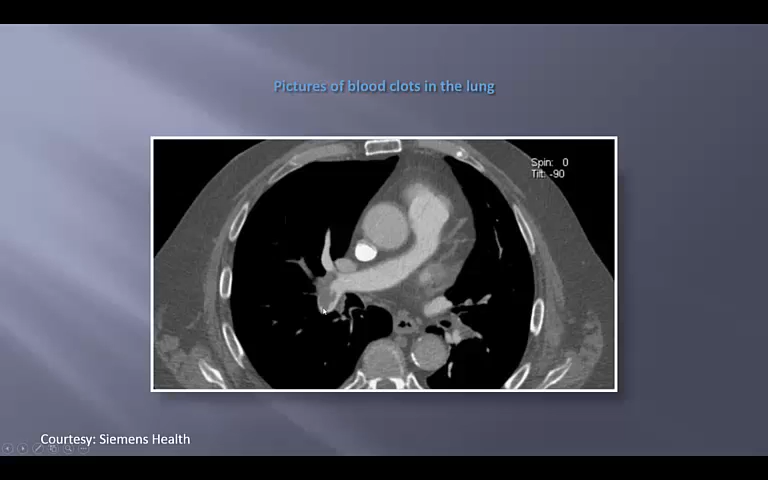 Pictures of blood clots in the lung
Spin: 0
Tilt: -90
Courtesy: Siemens Health